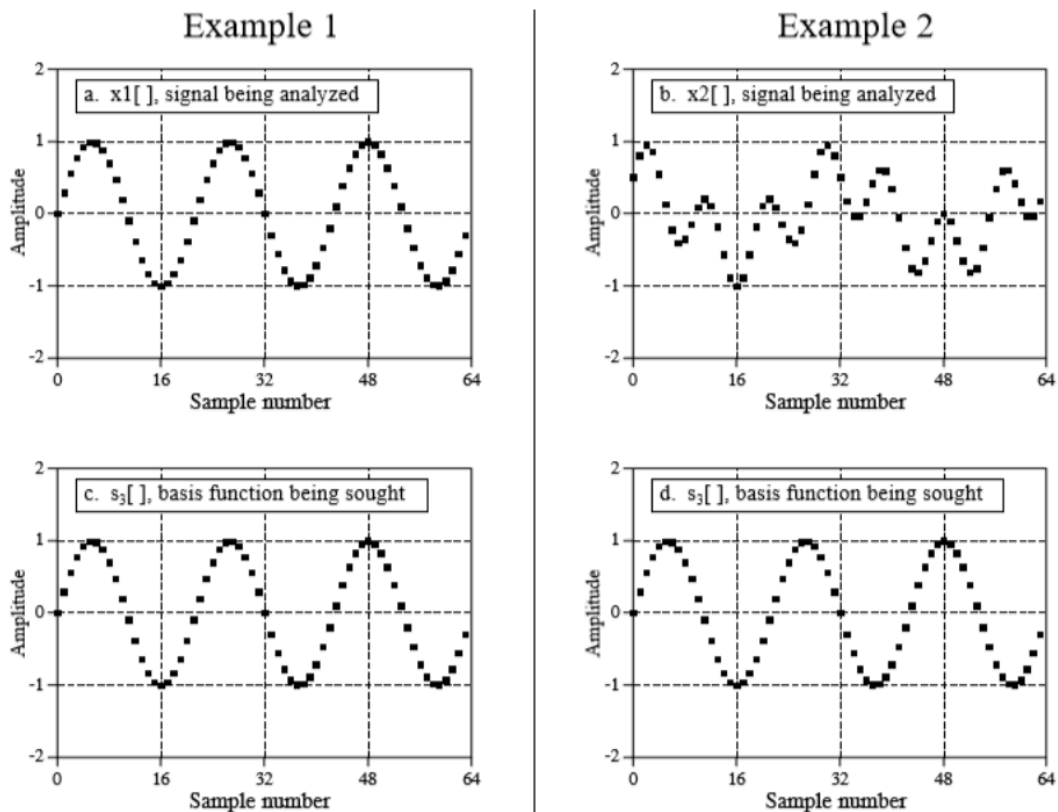 Example 1
2
a. x1[ ], signal being analyzed
1
0
-1
-2
Amplitude
0 16 32 48 64
Sample number
2
c. s3[ ], basis function being sought
1
0
-1
-2
Amplitude
0 16 32 48 64
Sample number
Example 2
2
b. x2[ ], signal being analyzed
1
0
-1
-2
Amplitude
0 16 32 48 64
Sample number
2
d. s3[ ], basis function being sought
1
0
-1
-2
Amplitude
0 16 32 48 64
Sample number